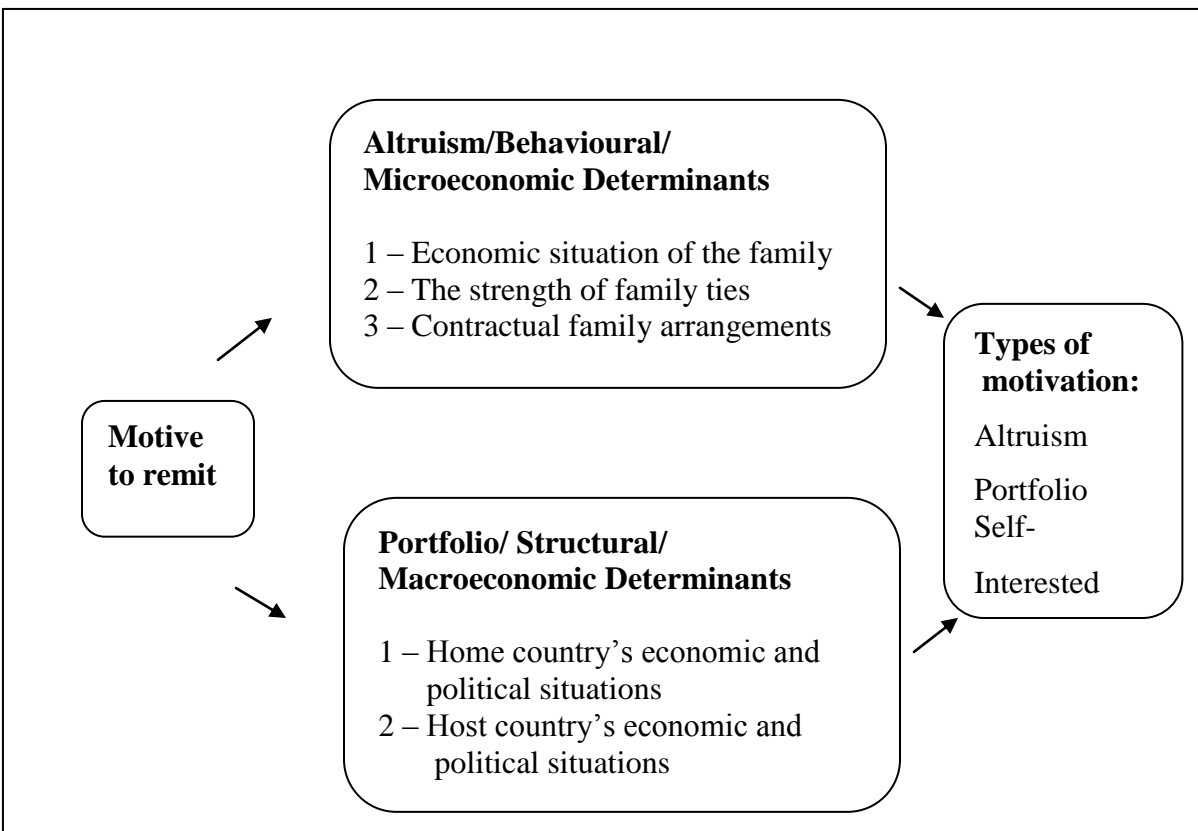 Altruism/Behavioural/
Microeconomic Determinants
1 – Economic situation of the family
2 – The strength of family ties
3 – Contractual family arrangements
Motive
to remit
Portfolio/ Structural/
Macroeconomic Determinants
1 – Home country’s economic and
political situations
2 – Host country’s economic and
political situations
Types of
motivation:
Altruism
Portfolio
Self-
Interested